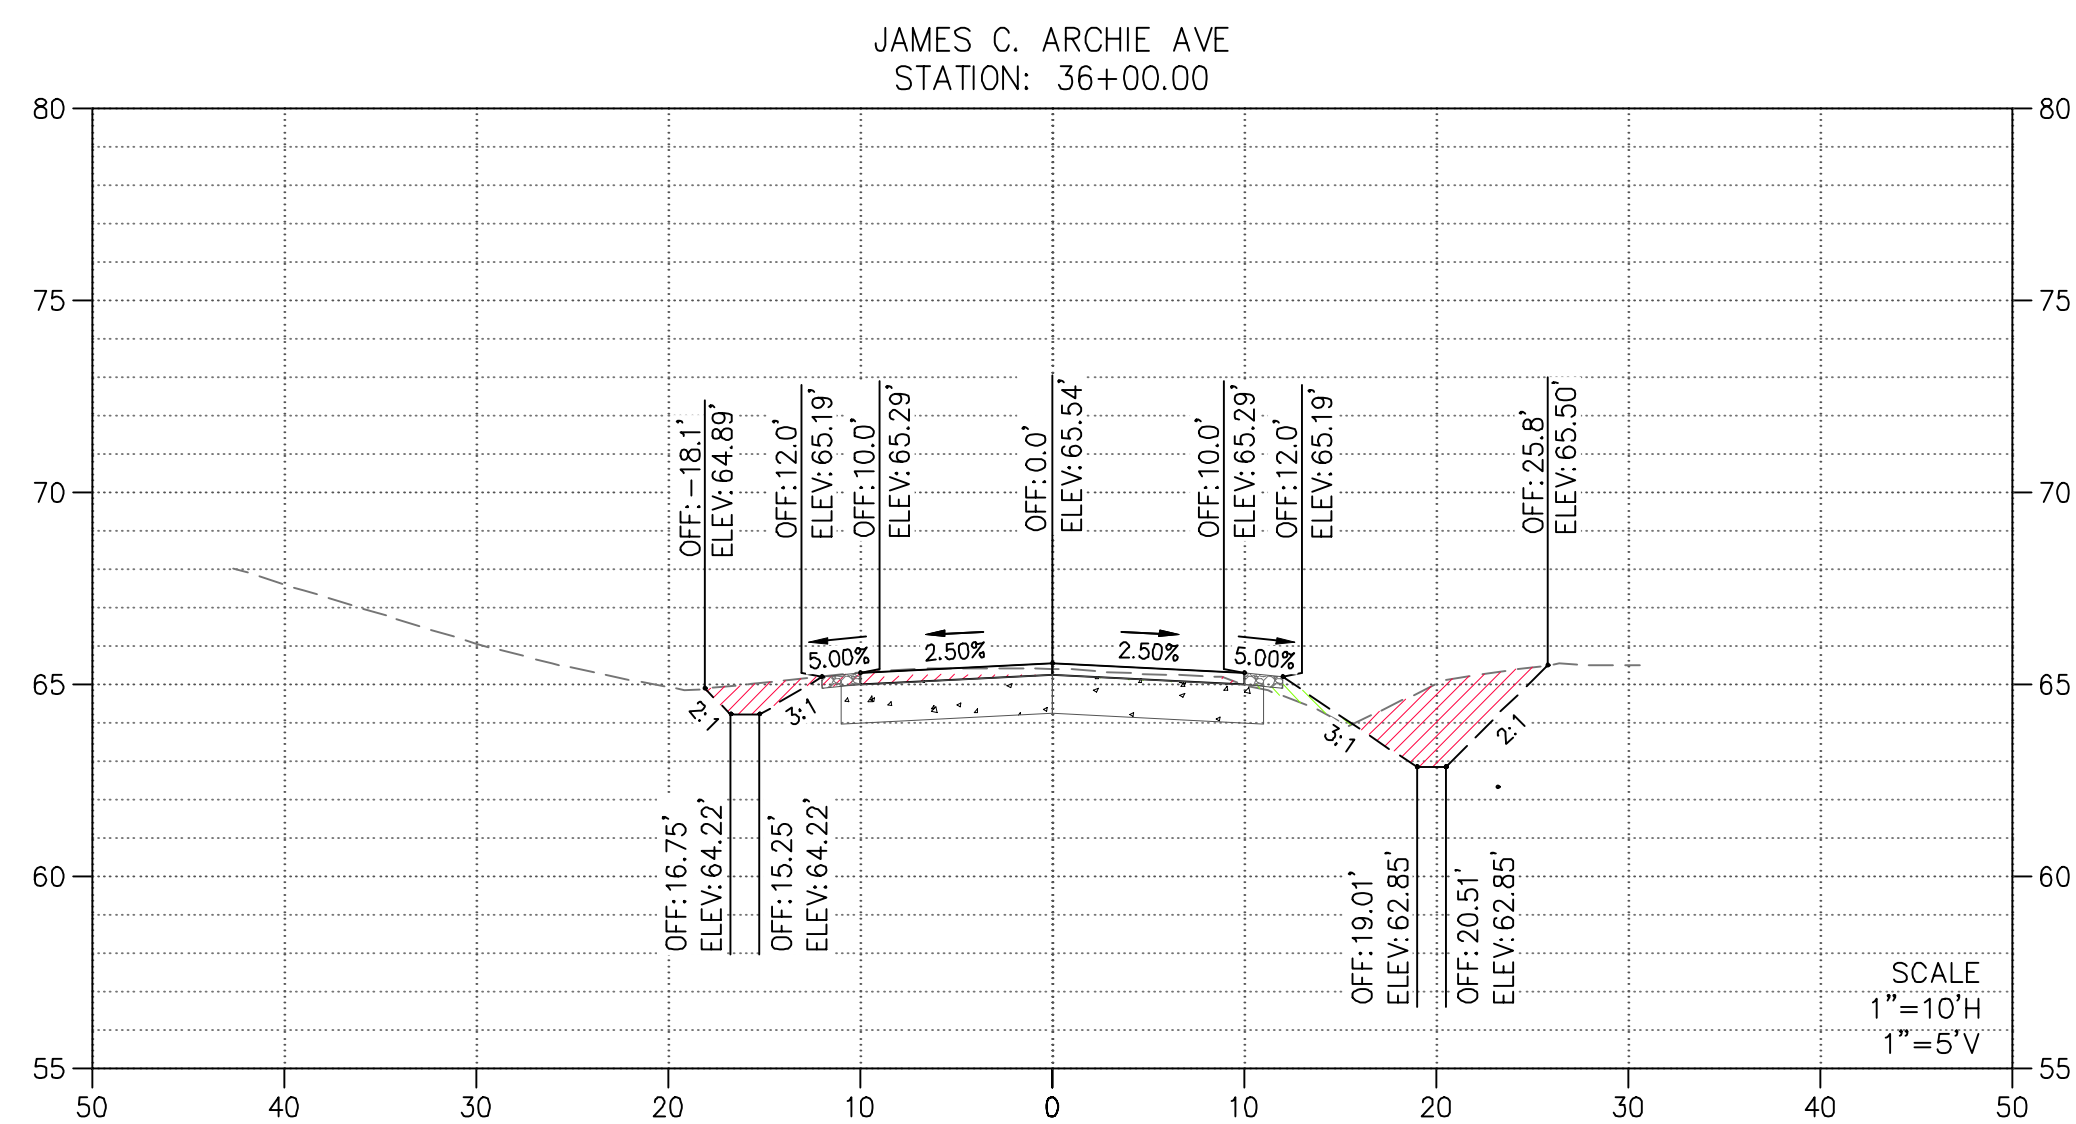 JAMES C. ARCHIE AVE
STATION: 36+00.00
80
80
75
75
70
70
65
65
60
60
55
55
OFF:-18.1'
ELEV:64.89'
OFF:12.0'
ELEV:65.19'
OFF:10.0'
ELEV:65.29'
OFF:0.0'
ELEV:65.54'
OFF:10.0'
ELEV:65.29'
OFF:12.0'
ELEV:65.19'
OFF:25.8'
ELEV:65.50'
5.00%
2.50%
2.50%
5.00%
2:1
3:1
3:1
2:1
OFF:16.75'
ELEV:64.22'
OFF:15.25'
ELEV:64.22'
OFF:19.01'
ELEV:62.85'
OFF:20.51'
ELEV:62.85'
SCALE
1"=10'H
1"=5'V
50 40 30 20 10 0 10 20 30 40 50